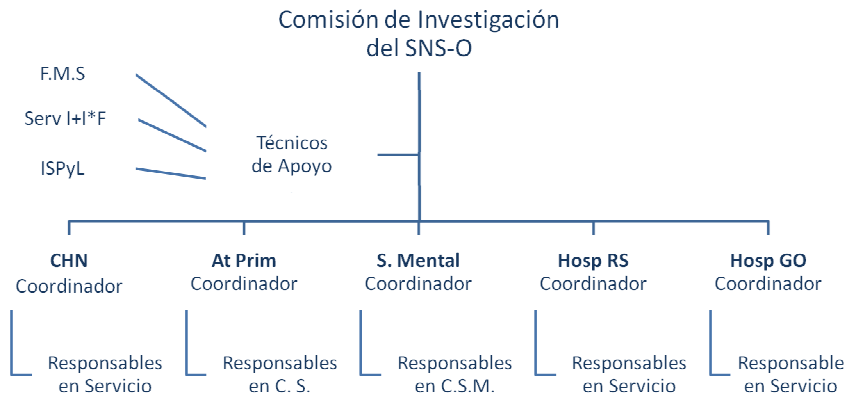 Comisión de Investigación
del SNS-O
F.M.S
Serv I+I*F
ISPyL
Técnicos
de Apoyo
CHN
Coordinador
At Prim
Coordinador
S. Mental
Coordinador
Hosp RS
Coordinador
Hosp GO
Coordinador
Responsables
en Servicio
Responsables
en C. S.
Responsables
en C.S.M.
Responsables
en Servicio
Responsable
en Servicio